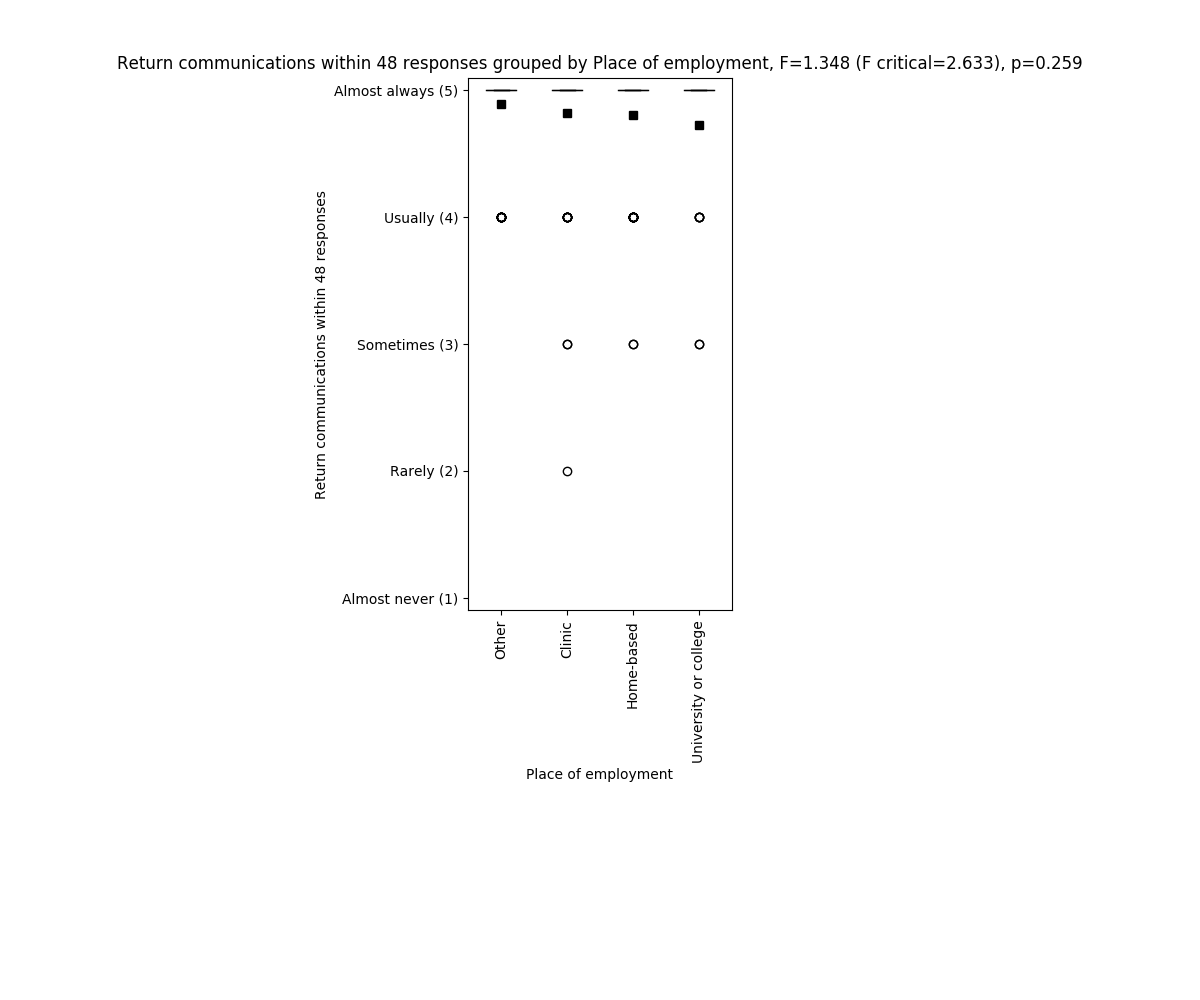 Return communications within 48 responses grouped by Place of employment, F=1.348 (F critical=2.633), p=0.259
Almost always (5)
Usually (4)
Sometimes (3)
Rarely (2)
Almost never (1)
Return communications within 48 responses
Other
Clinic
Home-based
University or college
Place of employment